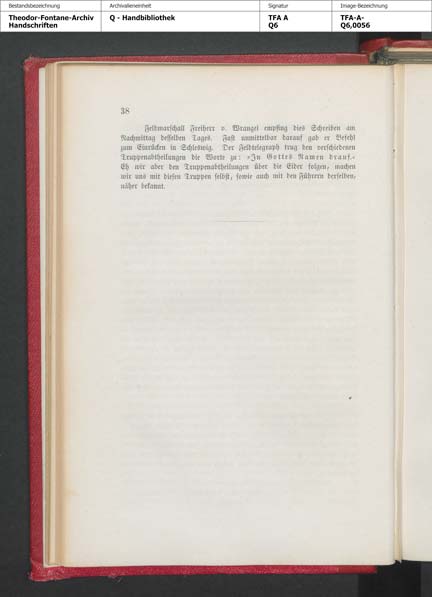 Bestandsbezeichnung Archivalieneinheit Signatur Image-Bezeichnung
Theodor-Fontane-Archiv Q - Handbibliothek TFA A TFA-A-
Handschriften Q6 Q6,0056
38
Feldmarschall Freiherr v. Wrangel empfing dies Schreiben am
Nachmittag desselben Tages. Fast unmittelbar darauf gab er Befehl
zum Einrücken in Schleswig. Der Feldtelegraph trug den verschiedenen
Truppenabtheilungen die Worte zu: »In Gottes Namen drauf.«
Eh wir aber den Truppenabtheilungen über die Eider folgen, machen
wir uns mit diesen Truppen selbst, sowie auch mit den Führern derselben,
näher bekannt.